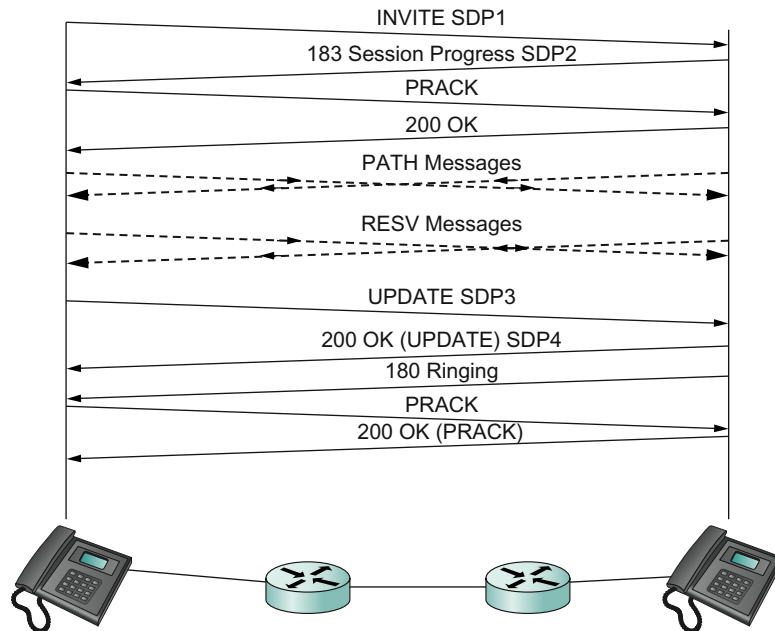 INVITE SDP1
183 Session Progress SDP2
PRACK
200 OK
PATH Messages
RESV Messages
UPDATE SDP3
200 OK (UPDATE) SDP4
180 Ringing
PRACK
200 OK (PRACK)